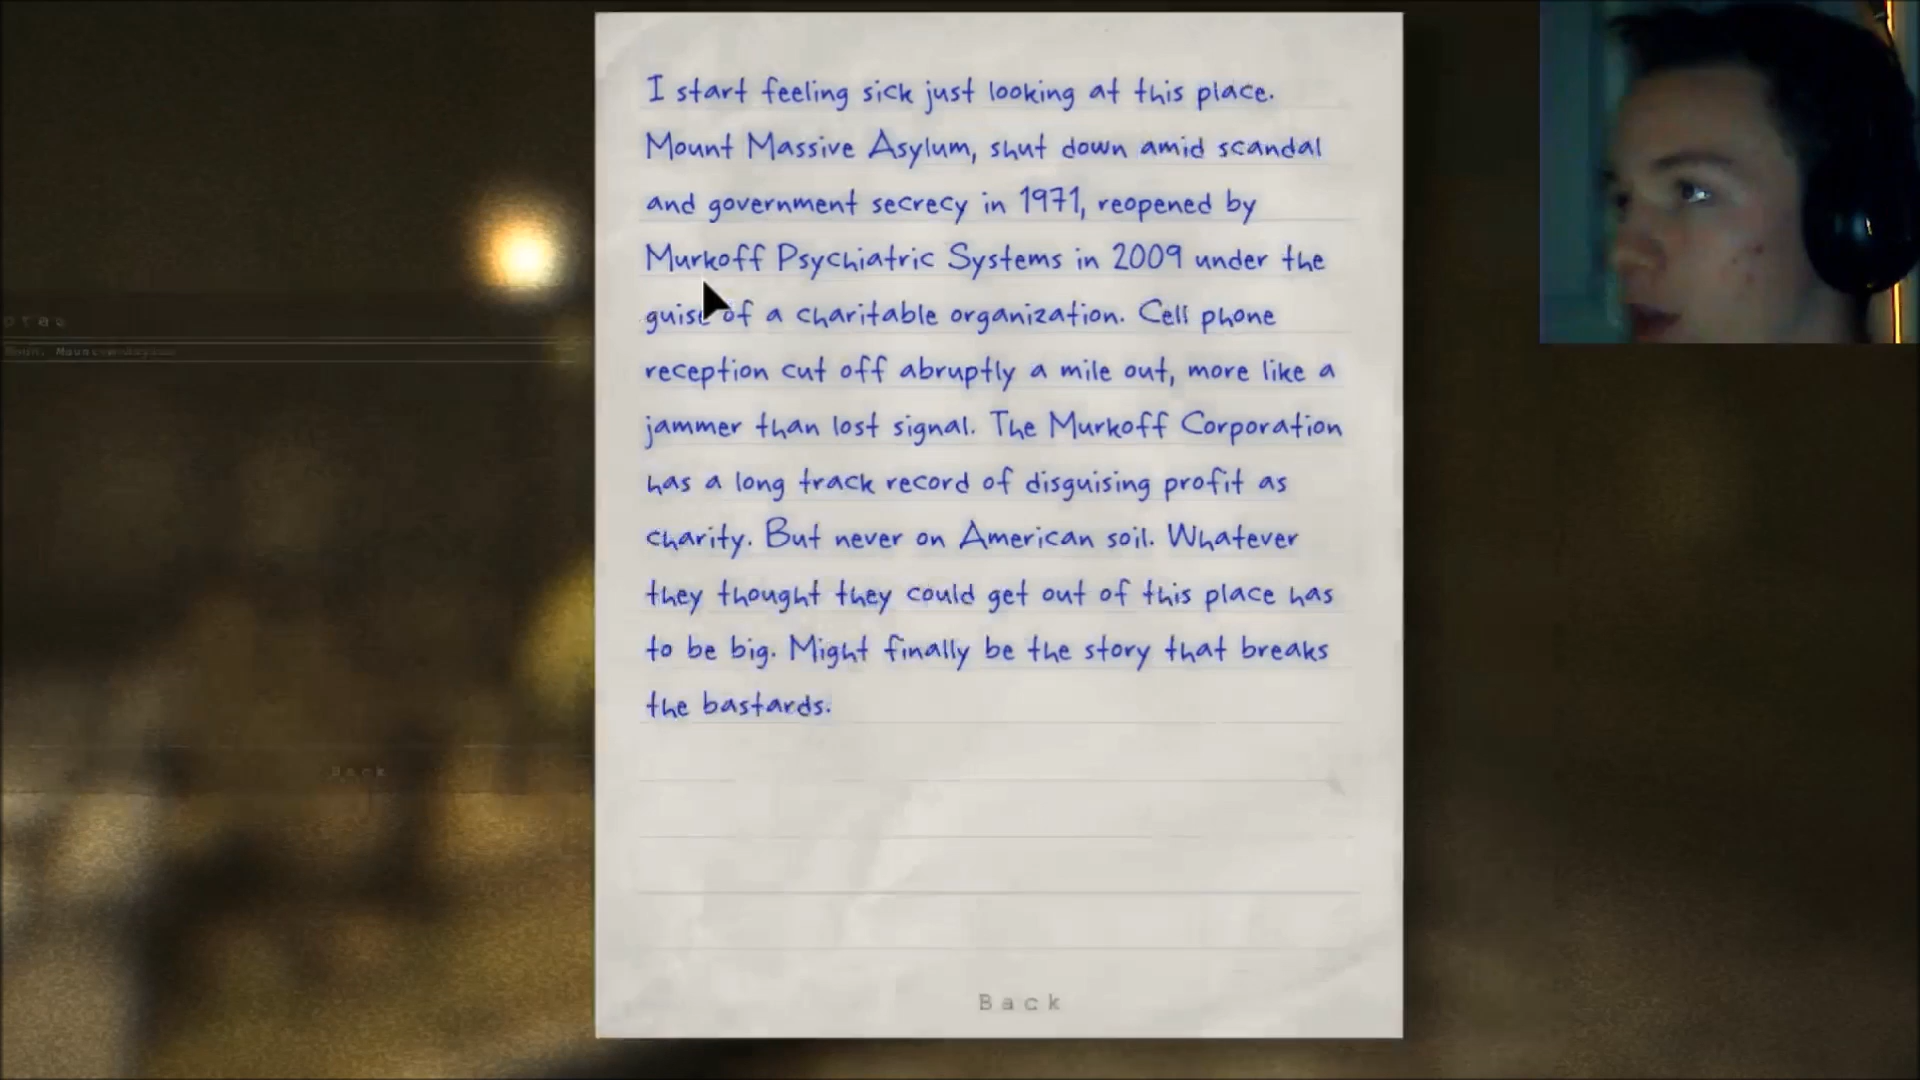 I start feeling sick just looking at this place.
Mount Massive Asylum, shut down amid scandal
and government secrecy in 1971, reopened by
Murkoff Psychiatric Systems in 2009 under the
guise of a charitable organization. Cell phone
reception cut off abruptly a mile out, more like a
jammer than lost signal. The Murkoff Corporation
has a long track record of disguising profit as
charity. But never on American soil. Whatever
they thought they could get out of this place has
to be big. Might finally be the story that breaks
the bastards.
Back
Back